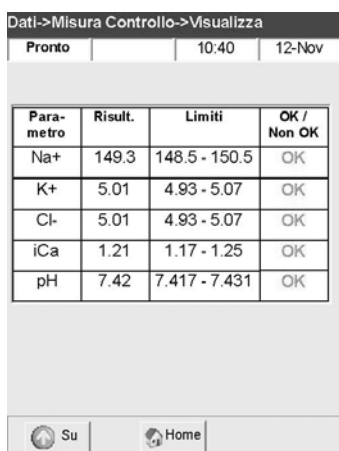 Dati->Misura Controllo->Visualizza
Pronto 10:40 12-Nov
Para-metro Risult. Limiti OK / Non OK
Na+ 149.3 148.5 - 150.5 OK
K+ 5.01 4.93 - 5.07 OK
Cl- 5.01 4.93 - 5.07 OK
iCa 1.21 1.17 - 1.25 OK
pH 7.42 7.417 - 7.431 OK
Su Home